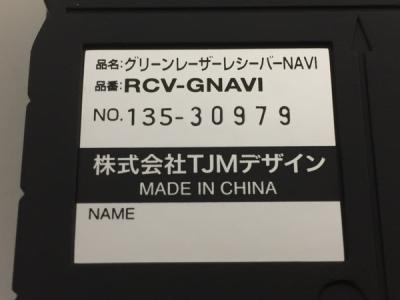 品名:グリーンレーザーレシーバーNAVI
品番:RCV-GNAVI
NO.135-30979
株式会社TJMデザイン
MADE IN CHINA
NAME